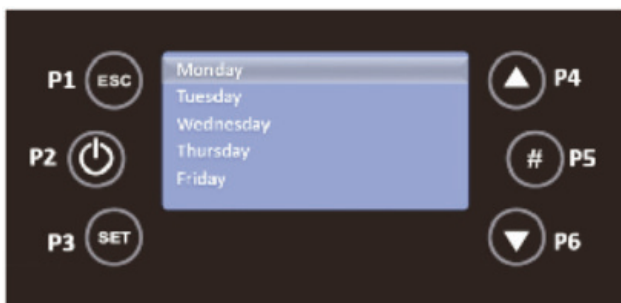 P1 ESC
P2
P3 SET
Monday
Tuesday
Wednesday
Thursday
Friday
P4
# P5
P6